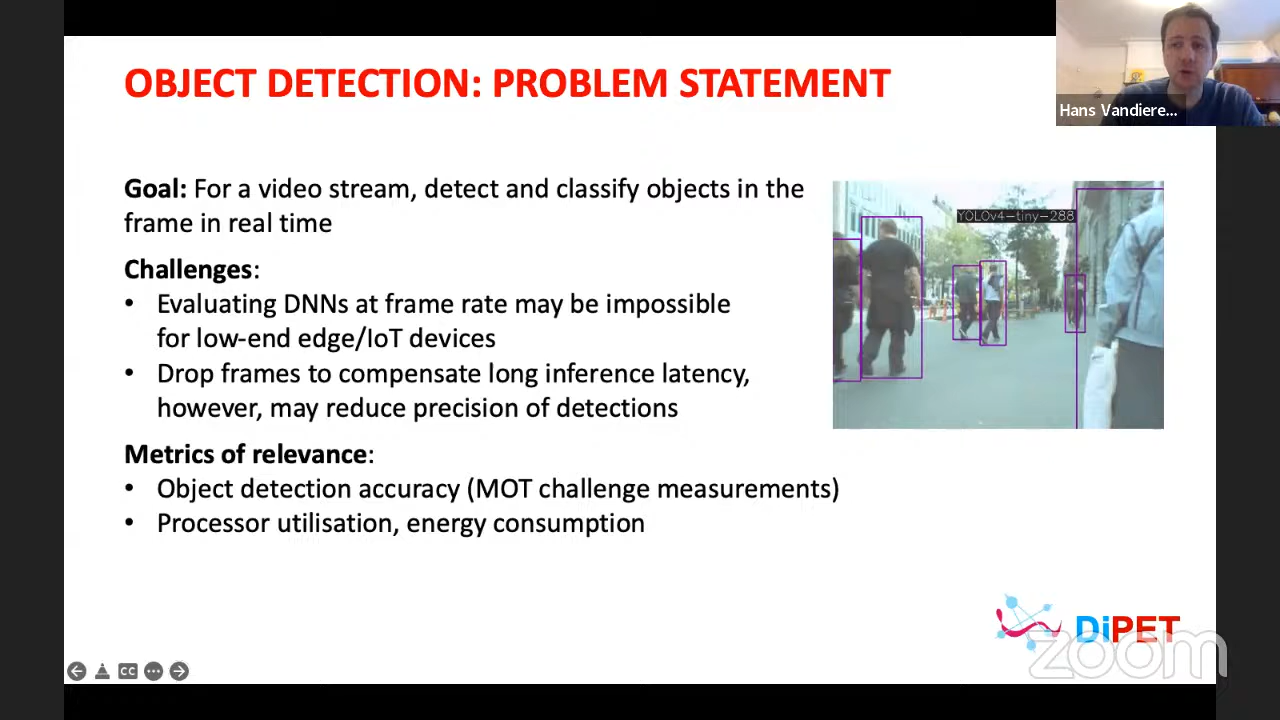 OBJECT DETECTION: PROBLEM STATEMENT
Hans Vandiere...
Goal: For a video stream, detect and classify objects in the
frame in real time
Challenges:
• Evaluating DNNs at frame rate may be impossible
for low-end edge/IoT devices
• Drop frames to compensate long inference latency,
however, may reduce precision of detections
Metrics of relevance:
• Object detection accuracy (MOT challenge measurements)
• Processor utilisation, energy consumption
YOLOv4-tiny-288
DiPET
zoom
CC